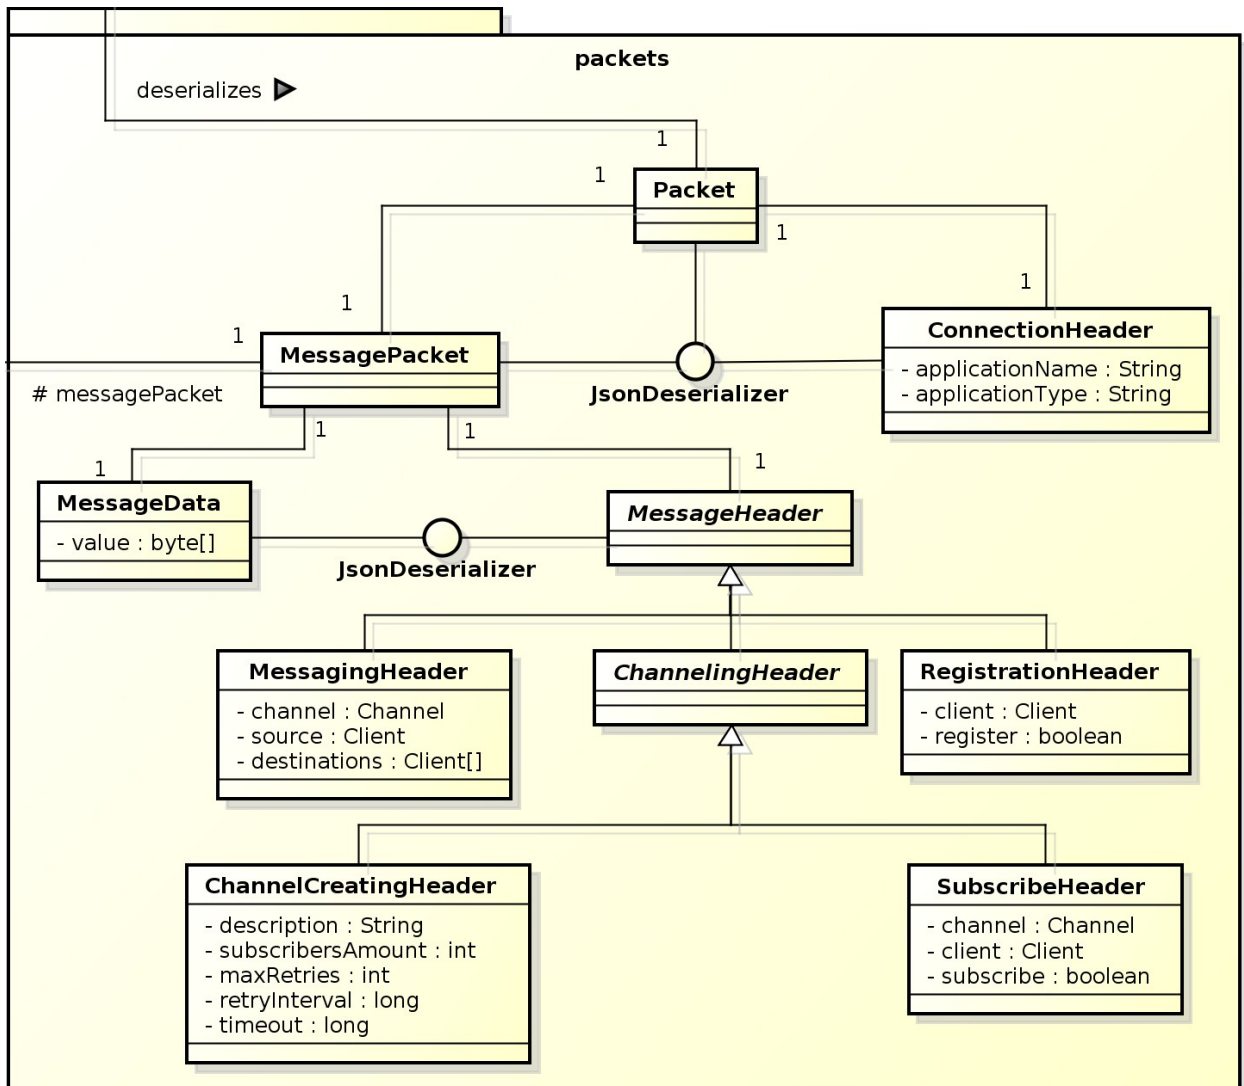 packets
deserializes
1
1
Packet
1
1
1
1
MessagePacket
ConnectionHeader
- applicationName : String
- applicationType : String
# messagePacket
JsonDeserializer
1
1
1
1
MessageData
- value : byte[]
MessageHeader
JsonDeserializer
MessagingHeader
- channel : Channel
- source : Client
- destinations : Client[]
ChannelingHeader
RegistrationHeader
- client : Client
- register : boolean
ChannelCreatingHeader
- description : String
- subscribersAmount : int
- maxRetries : int
- retryInterval : long
- timeout : long
SubscribeHeader
- channel : Channel
- client : Client
- subscribe : boolean